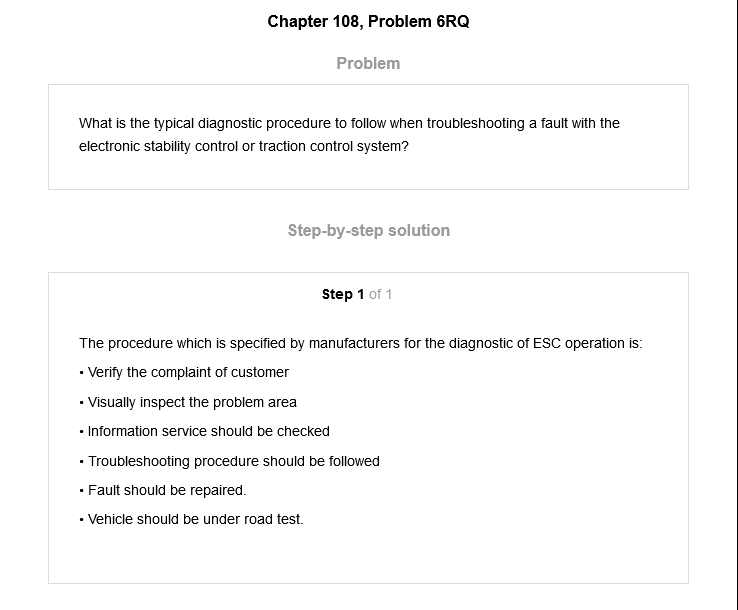 Chapter 108, Problem 6RQ
Problem
What is the typical diagnostic procedure to follow when troubleshooting a fault with the
electronic stability control or traction control system?
Step-by-step solution
Step 1 of 1
The procedure which is specified by manufacturers for the diagnostic of ESC operation is:
• Verify the complaint of customer
• Visually inspect the problem area
• Information service should be checked
• Troubleshooting procedure should be followed
• Fault should be repaired.
• Vehicle should be under road test.